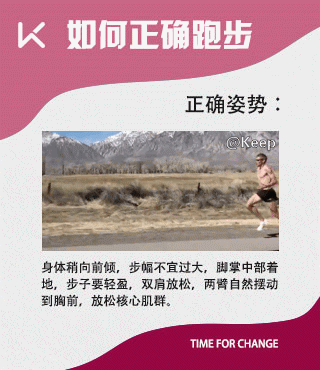 如何正确跑步
正确姿势：
@Keep
身体稍向前倾，步幅不宜过大，脚掌中部着
地，步子要轻盈，双肩放松，两臂自然摆动
到胸前，放松核心肌群。
TIME FOR CHANGE